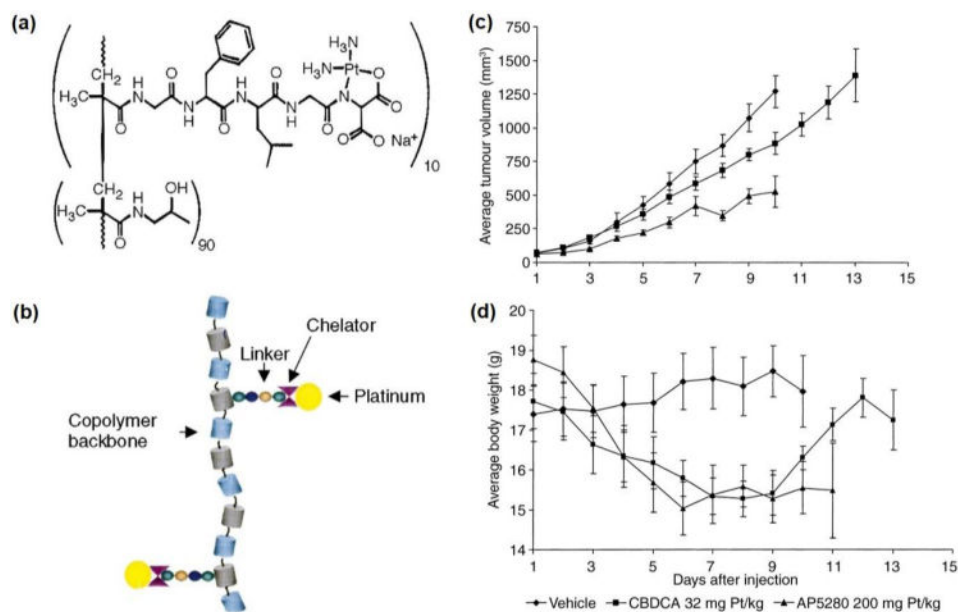 (a)
CH2
H3C
O
N
H
O
H
N
N
H
O
H
N
O
N
H3N
H3N
Pt
O
O
O
O-
Na+
10
CH2
H3C
O
H
N
OH
90
(b)
Chelator
Linker
Platinum
Copolymer
backbone
(c)
Average tumour volume (mm3)
1750
1500
1250
1000
750
500
250
0
1 3 5 7 9 11 13 15
(d)
Average body weight (g)
20
19
18
17
16
15
14
1 3 5 7 9 11 13 15
Days after injection
Vehicle CBDCA 32 mg Pt/kg AP5280 200 mg Pt/kg